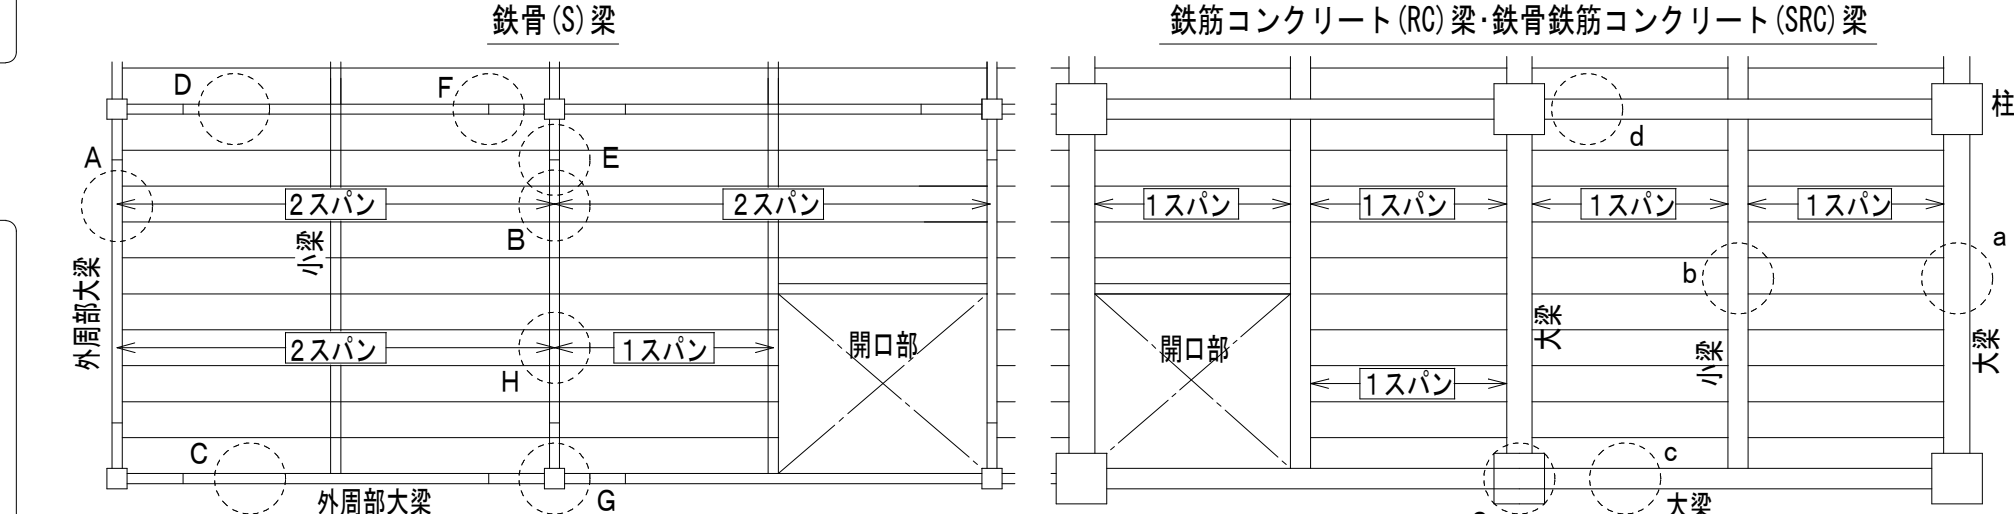 鉄骨(S)梁
鉄筋コンクリート(RC)梁・鉄骨鉄筋コンクリート(SRC)梁
D
F
柱
d
A
E
2スパン
2スパン
1スパン
1スパン
1スパン
1スパン
B
小梁
a
b
外周部大梁
2スパン
1スパン
開口部
開口部
大梁
小梁
大梁
H
1スパン
C
c
外周部大梁
G
大梁